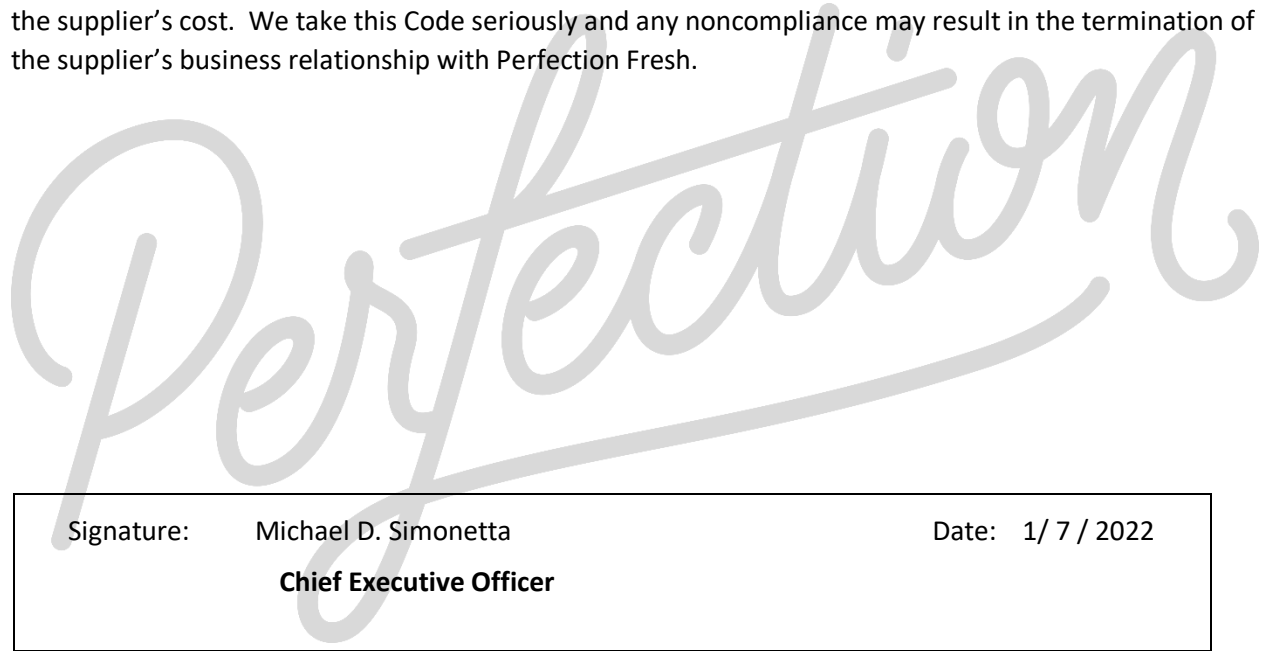 the supplier’s cost.  We take this Code seriously and any noncompliance may result in the termination of
the supplier’s business relationship with Perfection Fresh.
Perfection
Signature: Michael D. Simonetta Date: 1/ 7 / 2022
Chief Executive Officer